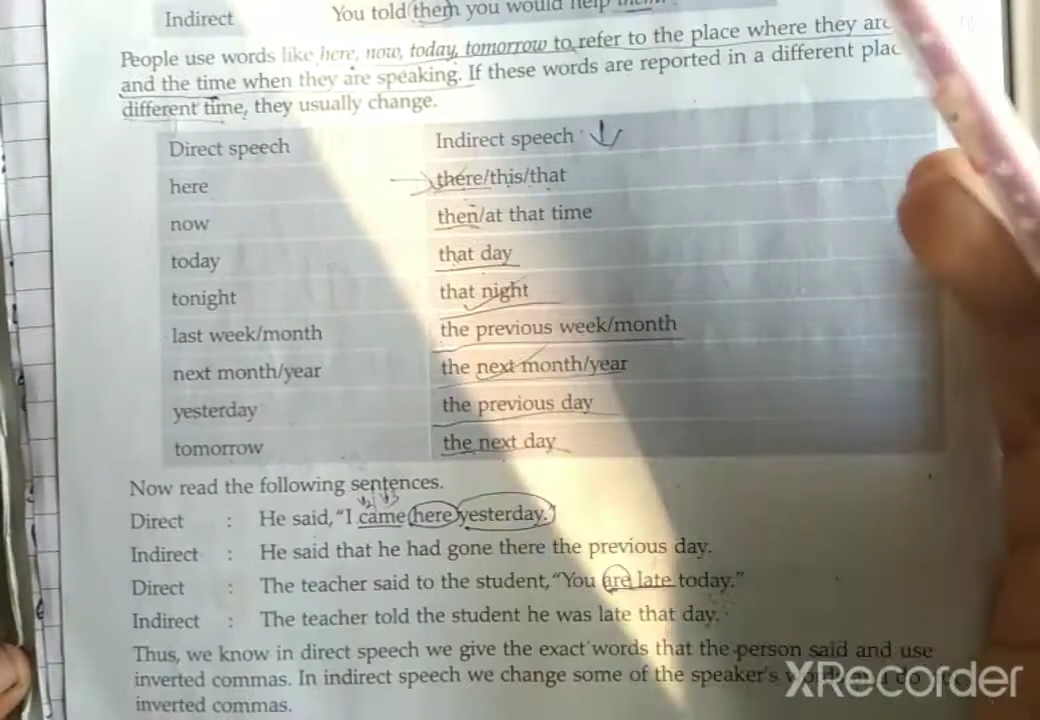 Indirect You told them you would help them.
People use words like here, now, today, tomorrow to refer to the place where they are
and the time when they are speaking. If these words are reported in a different plac
different time, they usually change.
Direct speech Indirect speech
here there/this/that
now then/at that time
today that day
tonight that night
last week/month the previous week/month
next month/year the next month/year
yesterday the previous day
tomorrow the next day
Now read the following sentences.
Direct : He said, "I came here yesterday."
Indirect : He said that he had gone there the previous day.
Direct : The teacher said to the student, "You are late today."
Indirect : The teacher told the student he was late that day.
Thus, we know in direct speech we give the exact words that the person said and use
inverted commas. In indirect speech we change some of the speaker's
inverted commas.
XRecorder